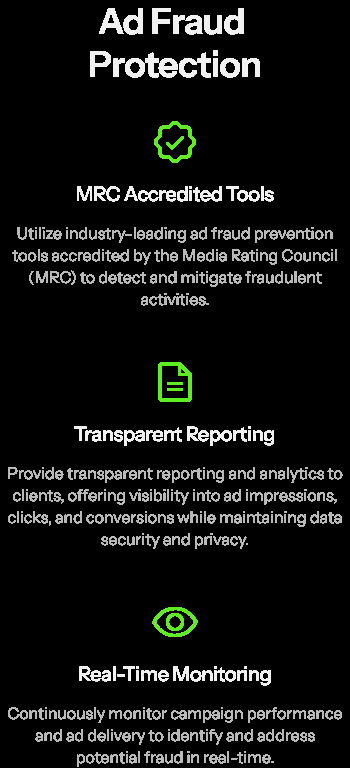 Ad Fraud
Protection
MRC Accredited Tools
Utilize industry-leading ad fraud prevention
tools accredited by the Media Rating Council
(MRC) to detect and mitigate fraudulent
activities.
Transparent Reporting
Provide transparent reporting and analytics to
clients, offering visibility into ad impressions,
clicks, and conversions while maintaining data
security and privacy.
Real-Time Monitoring
Continuously monitor campaign performance
and ad delivery to identify and address
potential fraud in real-time.